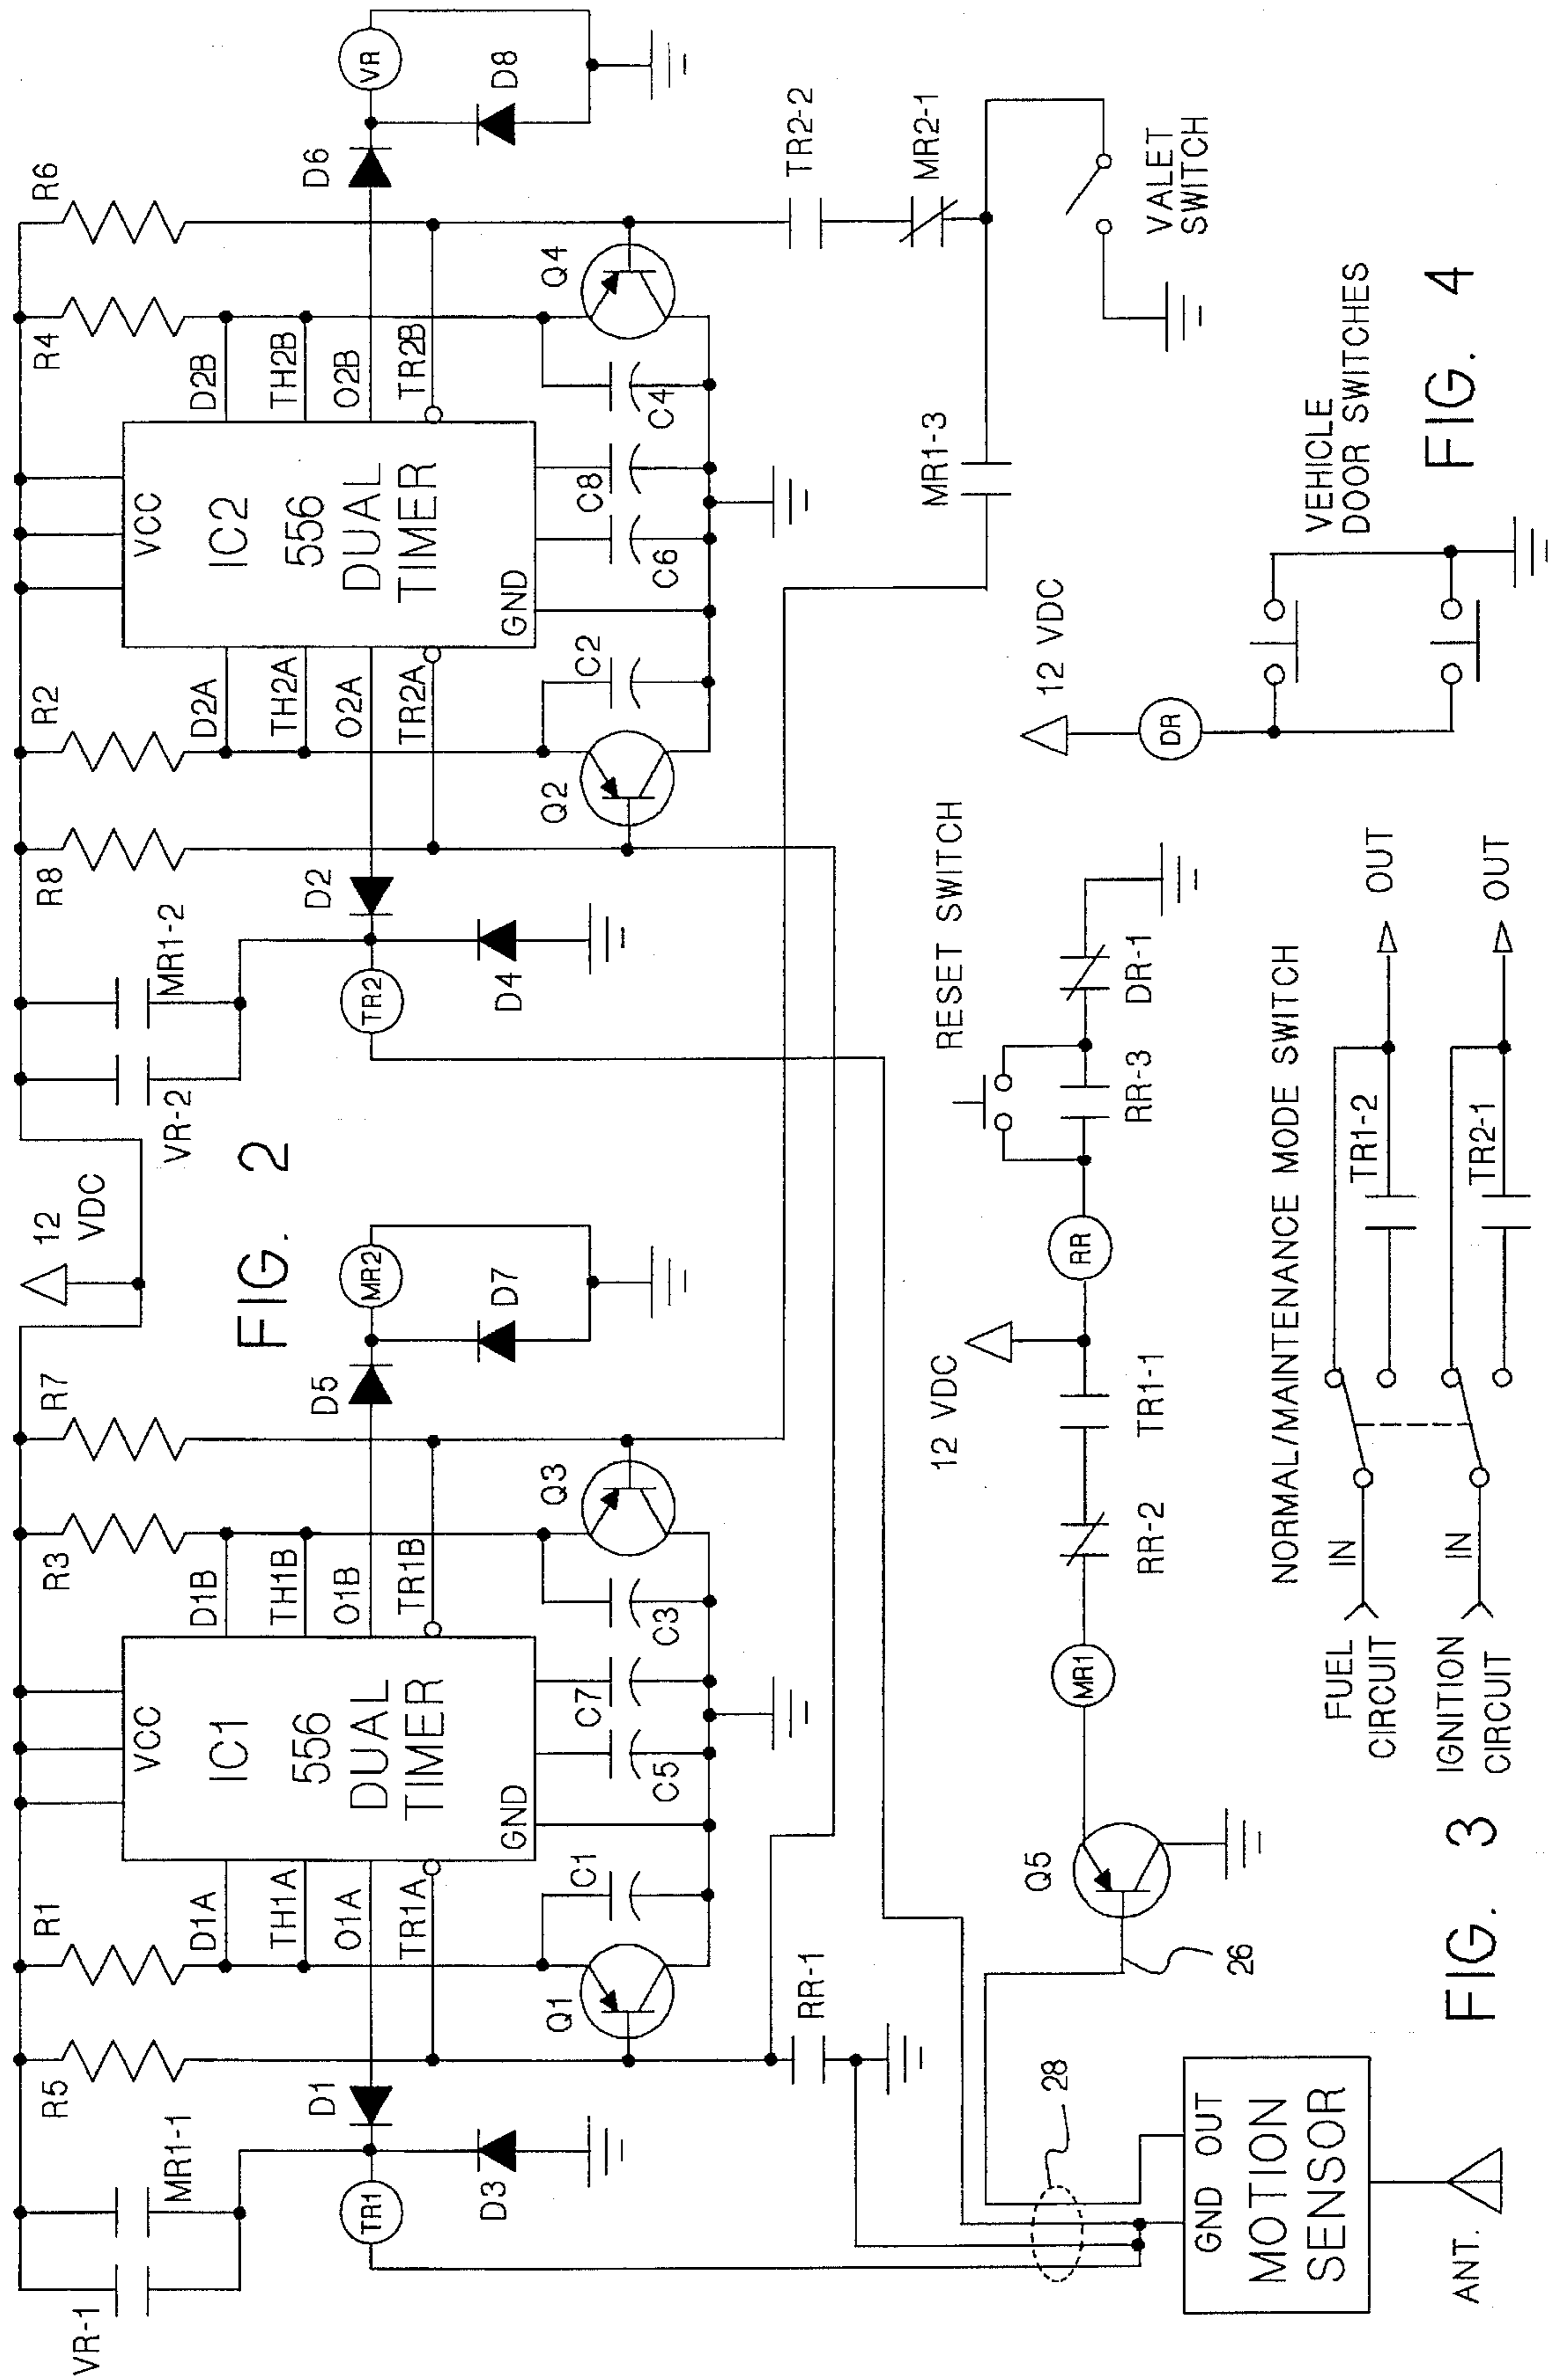 VR-1
MR1-1
R5
R1
R3
R7
12
VDC
VR-2
MR1-2
R8
R2
R4
R6
D1A
TH1A
O1A
TR1A
VCC
IC1
556
DUAL
TIMER
GND
D1B
TH1B
O1B
TR1B
TR1
D1
D3
Q1
C1
C5
C7
C3
Q3
D5
MR2
D7
FIG. 2
TR2
D2
D4
D2A
TH2A
O2A
TR2A
VCC
IC2
556
DUAL
TIMER
GND
D2B
TH2B
O2B
TR2B
Q2
C2
C6
C8
C4
Q4
D6
VR
D8
RR-1
TR2-2
MR2-1
MR1-3
VALET
SWITCH
28
GND OUT
MOTION
SENSOR
ANT.
26
Q5
MR1
RR-2
TR1-1
12 VDC
RR
RESET SWITCH
RR-3
DR-1
12 VDC
DR
VEHICLE
DOOR SWITCHES
FIG. 4
NORMAL/MAINTENANCE MODE SWITCH
FUEL
CIRCUIT
IN
TR1-2
OUT
IGNITION
CIRCUIT
IN
TR2-1
OUT
FIG. 3